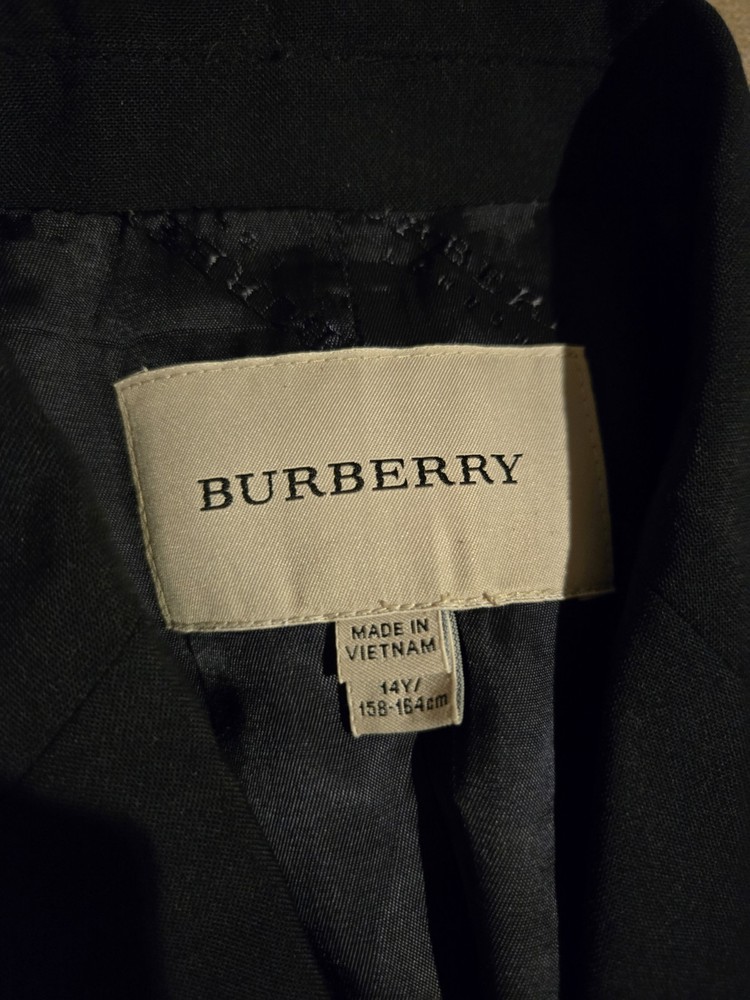 BURBERRY
MADE IN
VIETNAM
14Y/
158-164cm